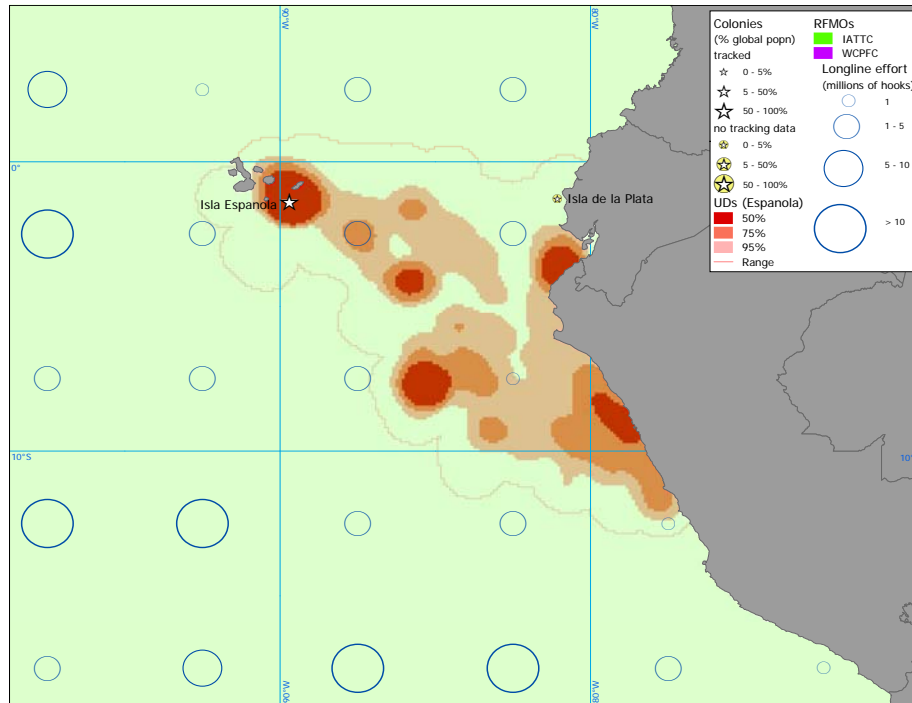 90°W
80°W
Colonies
(% global popn)
tracked
0 - 5%
5 - 50%
50 - 100%
no tracking data
0 - 5%
5 - 50%
50 - 100%
UDs (Espanola)
50%
75%
95%
Range
RFMOs
IATTC
WCPFC
Longline effort
(millions of hooks)
1
1 - 5
5 - 10
> 10
0°
Isla Espanola
Isla de la Plata
10°S
10°
90°W
80°W